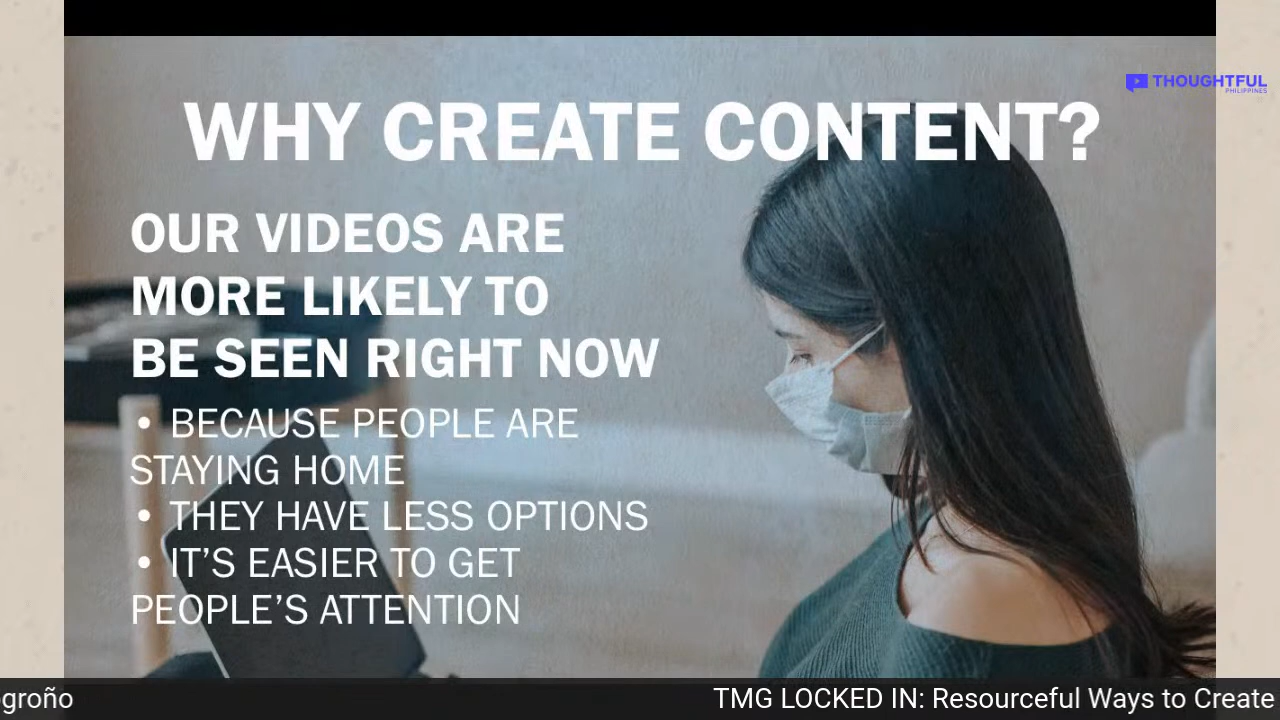 THOUGHTFUL
PHILIPPINES
WHY CREATE CONTENT?
OUR VIDEOS ARE
MORE LIKELY TO
BE SEEN RIGHT NOW
• BECAUSE PEOPLE ARE
STAYING HOME
• THEY HAVE LESS OPTIONS
• IT’S EASIER TO GET
PEOPLE’S ATTENTION
groño
TMG LOCKED IN: Resourceful Ways to Create